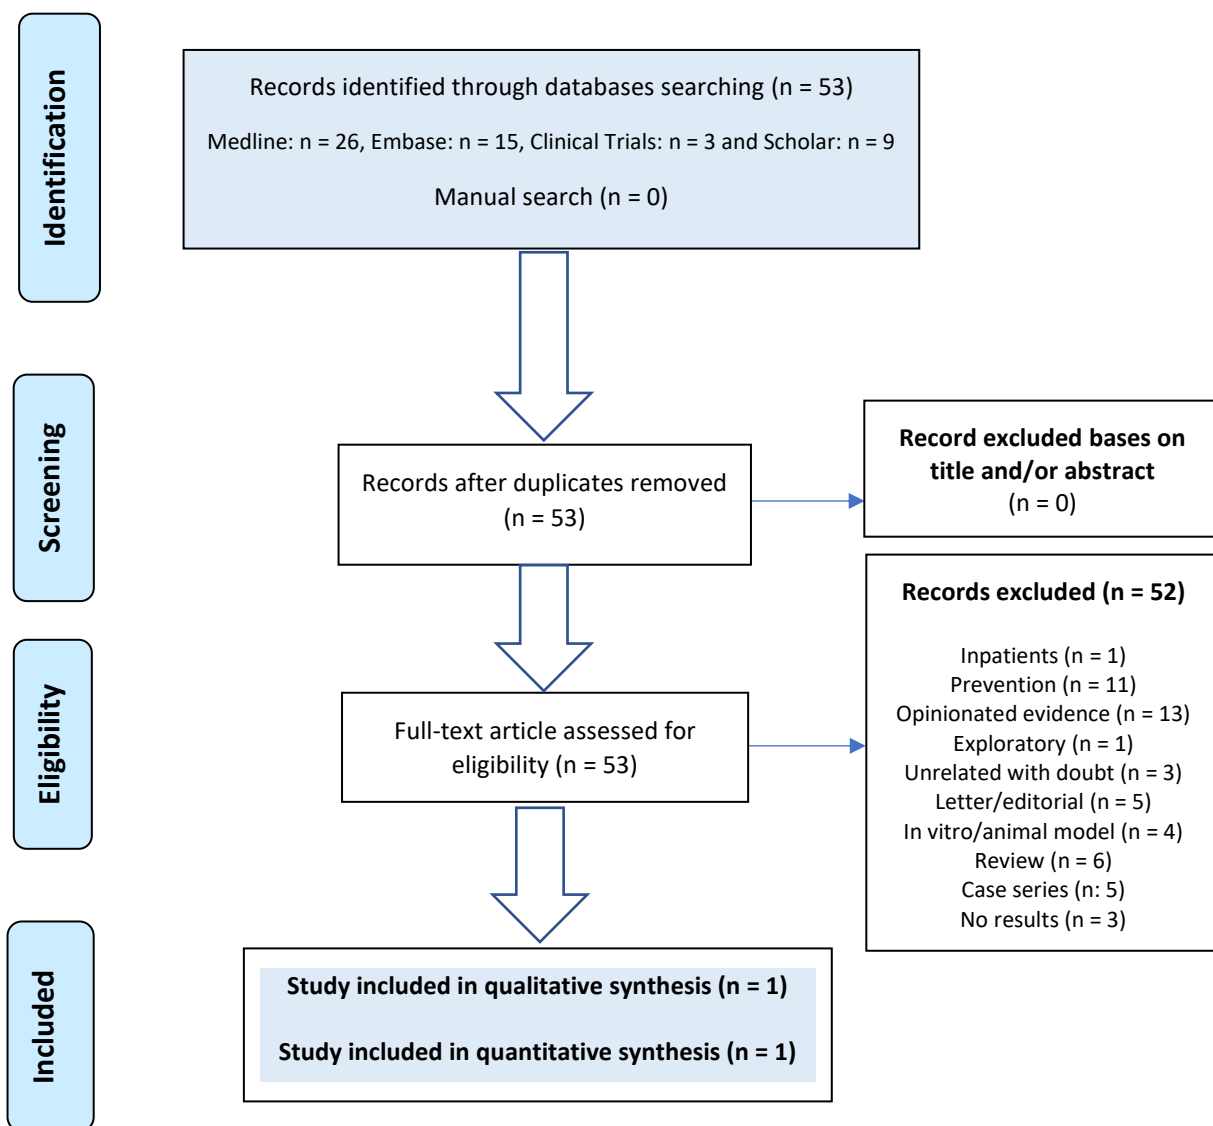 Identification
Records identified through databases searching (n = 53)
Medline: n = 26, Embase: n = 15, Clinical Trials: n = 3 and Scholar: n = 9
Manual search (n = 0)
Screening
Records after duplicates removed
(n = 53)
Record excluded bases on
title and/or abstract
(n = 0)
Eligibility
Full-text article assessed for
eligibility (n = 53)
Records excluded (n = 52)
Inpatients (n = 1)
Prevention (n = 11)
Opinionated evidence (n = 13)
Exploratory (n = 1)
Unrelated with doubt (n = 3)
Letter/editorial (n = 5)
In vitro/animal model (n = 4)
Review (n = 6)
Case series (n: 5)
No results (n = 3)
Included
Study included in qualitative synthesis (n = 1)
Study included in quantitative synthesis (n = 1)